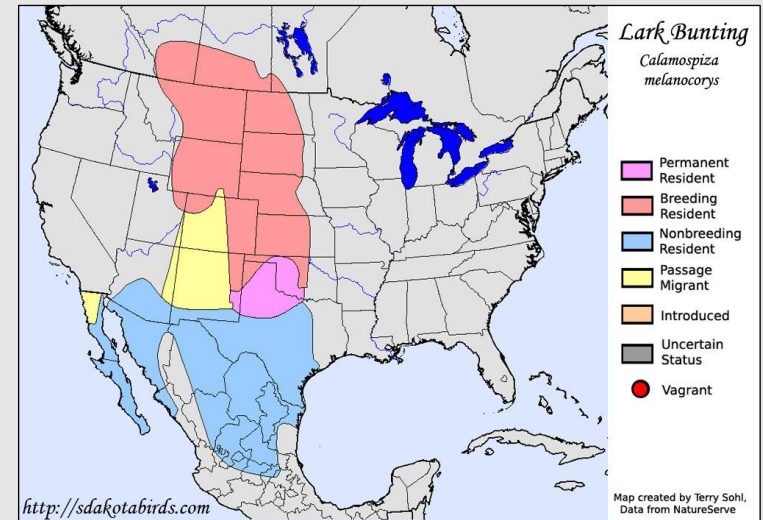 Lark Bunting
Calamospiza
melanocorys
Permanent
Resident
Breeding
Resident
Nonbreeding
Resident
Passage
Migrant
Introduced
Uncertain
Status
Vagrant
http://sdakotabirds.com
Map created by Terry Sohl,
Data from NatureServe